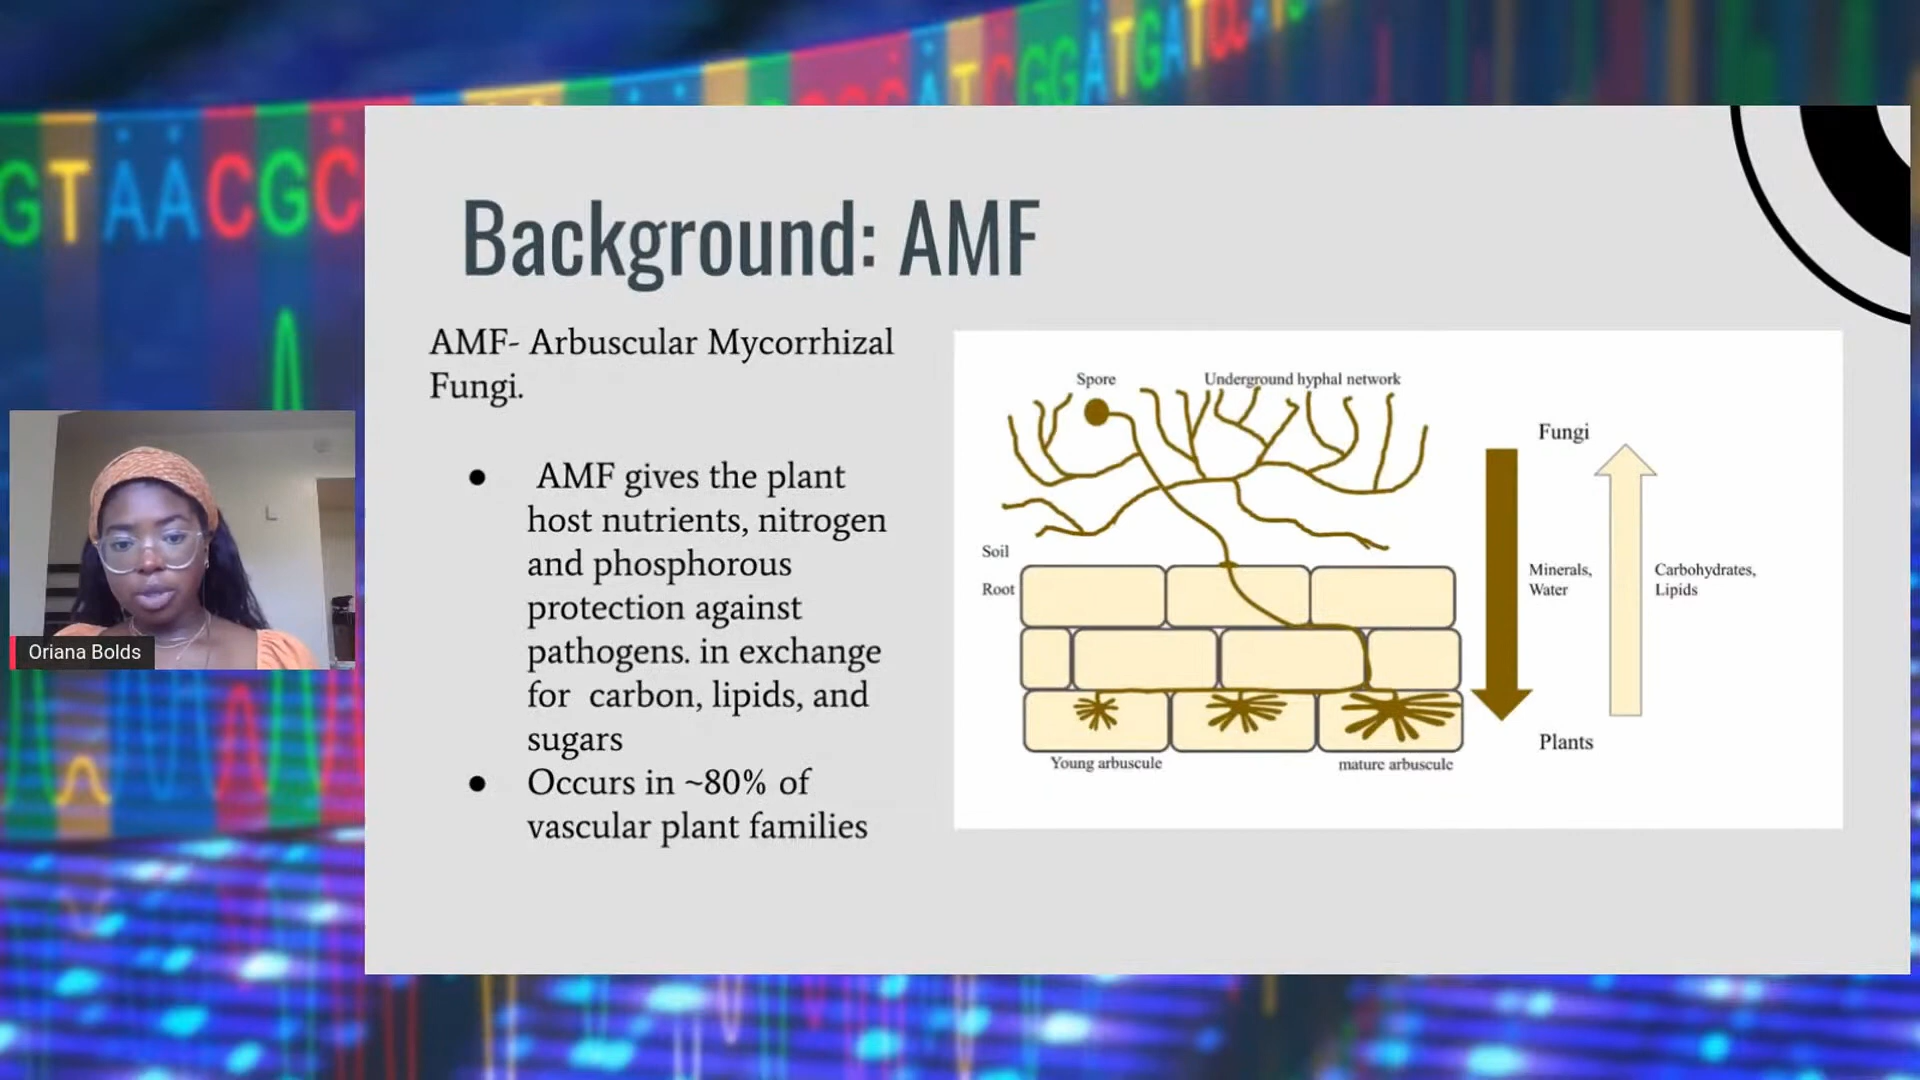 GTAACGC
Background: AMF
AMF- Arbuscular Mycorrhizal
Fungi.
● AMF gives the plant
host nutrients, nitrogen
and phosphorous
protection against
pathogens. in exchange
for carbon, lipids, and
sugars
● Occurs in ~80% of
vascular plant families
Spore
Underground hyphal network
Soil
Root
Young arbuscule
mature arbuscule
Fungi
Minerals,
Water
Carbohydrates,
Lipids
Plants
Oriana Bolds